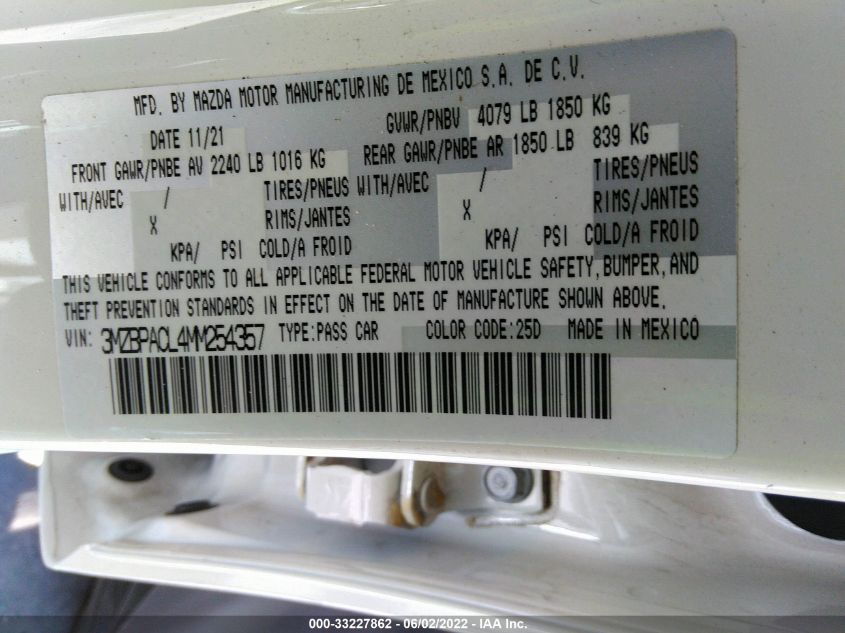 MFD. BY MAZDA MOTOR MANUFACTURING DE MEXICO S.A. DE C.V.
DATE 11/21 GVWR/PNBV 4079 LB 1850 KG
FRONT GAWR/PNBE AV 2240 LB 1016 KG REAR GAWR/PNBE AR 1850 LB 839 KG
WITH/AVEC / TIRES/PNEUS WITH/AVEC / TIRES/PNEUS
X RIMS/JANTES X RIMS/JANTES
KPA/ PSI COLD/A FROID KPA/ PSI COLD/A FROID
THIS VEHICLE CONFORMS TO ALL APPLICABLE FEDERAL MOTOR VEHICLE SAFETY, BUMPER, AND
THEFT PREVENTION STANDARDS IN EFFECT ON THE DATE OF MANUFACTURE SHOWN ABOVE.
VIN: 3MZBPACL4MM254357 TYPE:PASS CAR COLOR CODE:25D MADE IN MEXICO
000-33227862 - 06/02/2022 - IAA Inc.